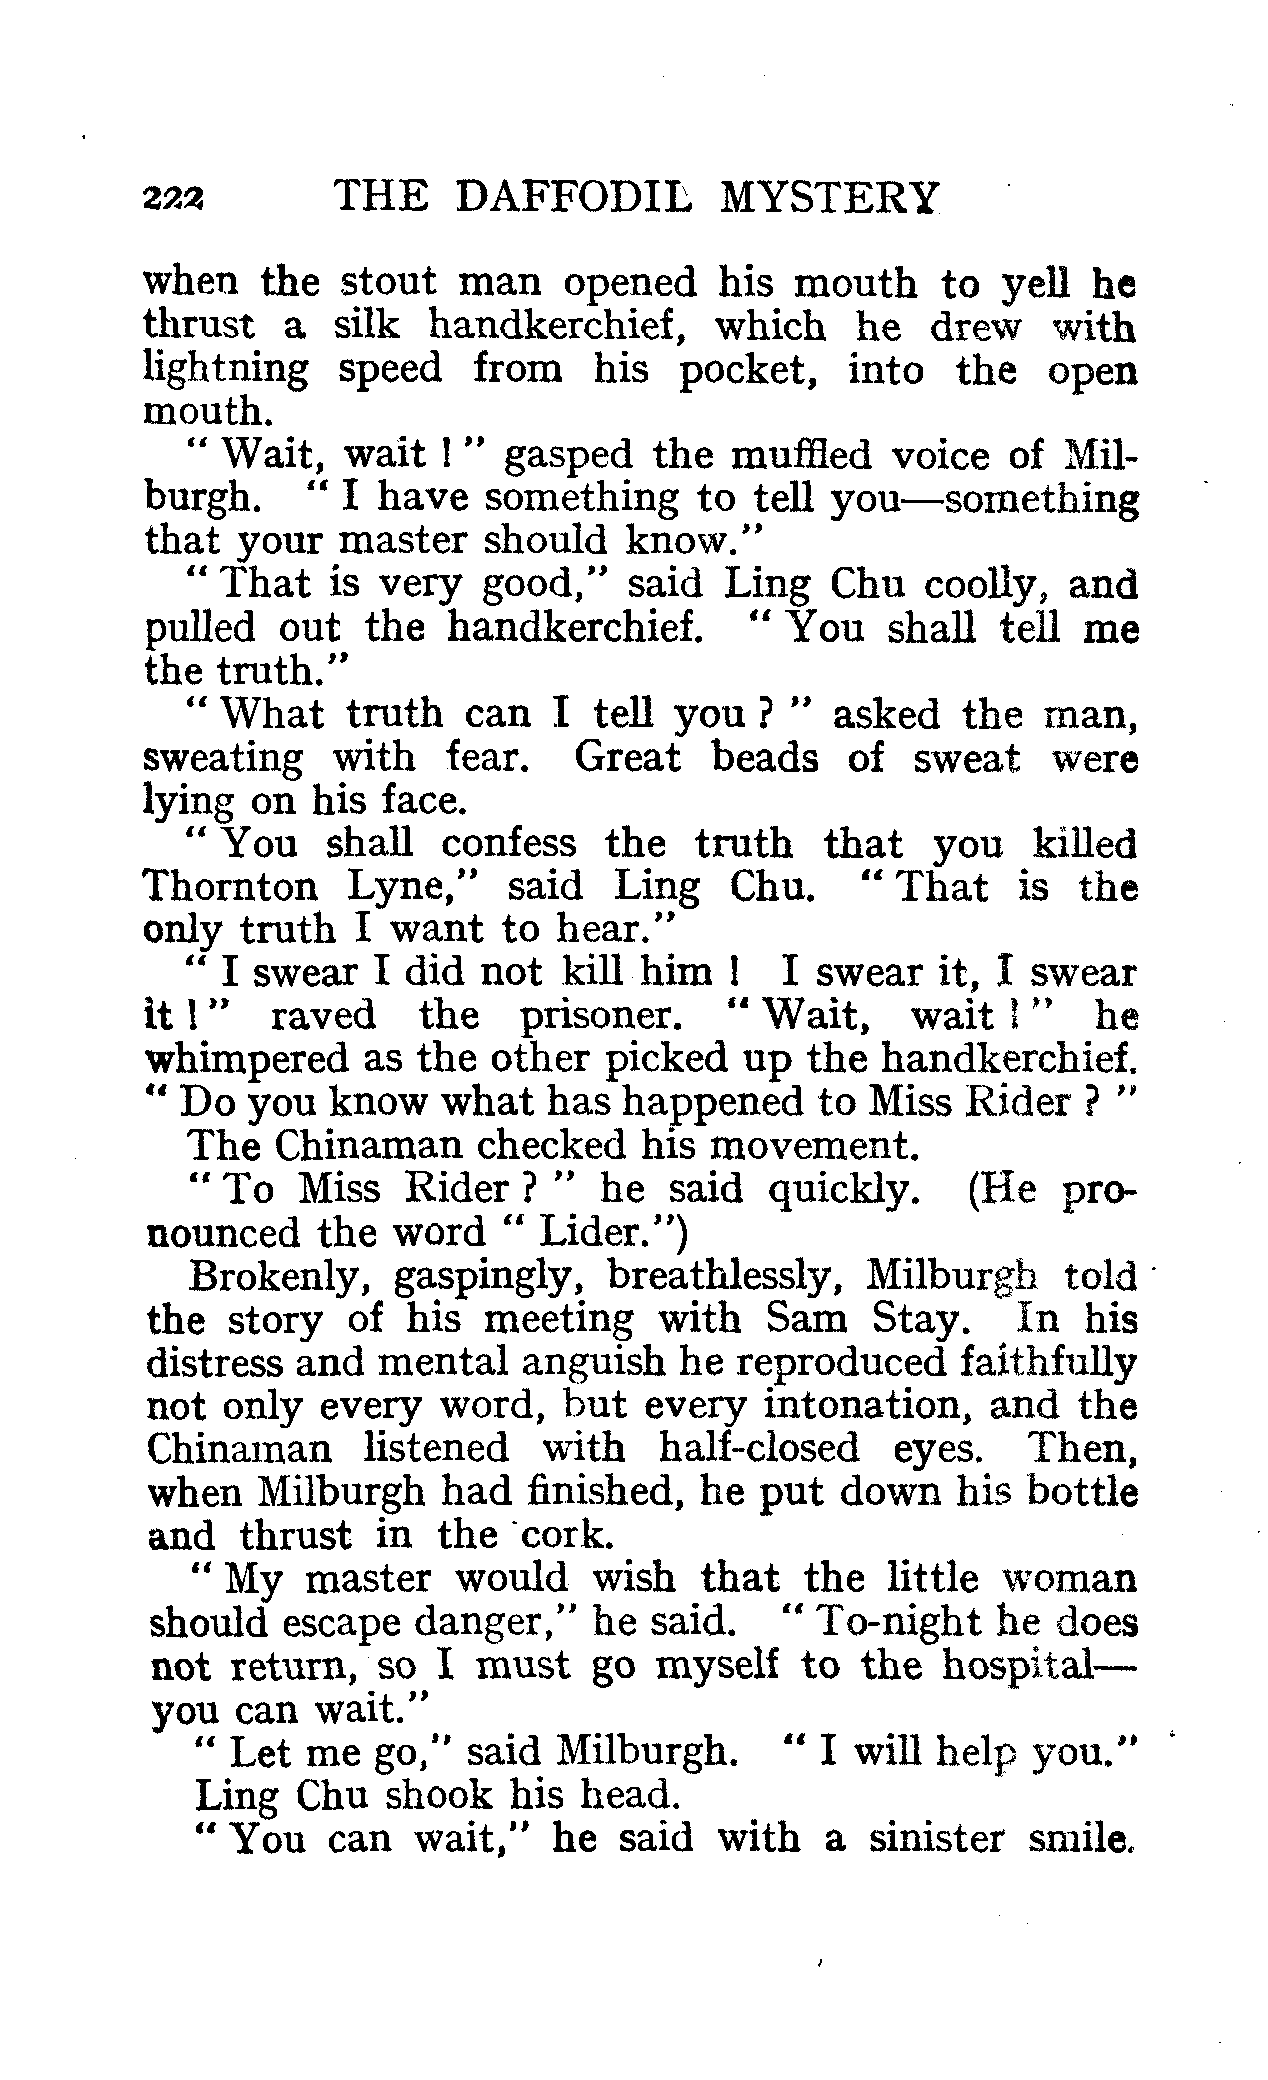 222 THE DAFFODIL MYSTERY
when the stout man opened his mouth to yell he
thrust a silk handkerchief, which he drew with
lightning speed from his pocket, into the open
mouth.
" Wait, wait ! " gasped the muffled voice of Mil-
burgh. " I have something to tell you—something
that your master should know."
" That is very good," said Ling Chu coolly, and
pulled out the handkerchief. " You shall tell me
the truth."
" What truth can I tell you ? " asked the man,
sweating with fear. Great beads of sweat were
lying on his face.
" You shall confess the truth that you killed
Thornton Lyne," said Ling Chu. " That is the
only truth I want to hear."
" I swear I did not kill him ! I swear it, I swear
it ! " raved the prisoner. " Wait, wait ! " he
whimpered as the other picked up the handkerchief.
" Do you know what has happened to Miss Rider ? "
The Chinaman checked his movement.
" To Miss Rider ? " he said quickly. (He pro-
nounced the word " Lider.")
Brokenly, gaspingly, breathlessly, Milburgh told
the story of his meeting with Sam Stay. In his
distress and mental anguish he reproduced faithfully
not only every word, but every intonation, and the
Chinaman listened with half-closed eyes. Then,
when Milburgh had finished, he put down his bottle
and thrust in the cork.
" My master would wish that the little woman
should escape danger," he said. " To-night he does
not return, so I must go myself to the hospital—
you can wait."
" Let me go," said Milburgh. " I will help you."
Ling Chu shook his head.
" You can wait," he said with a sinister smile.